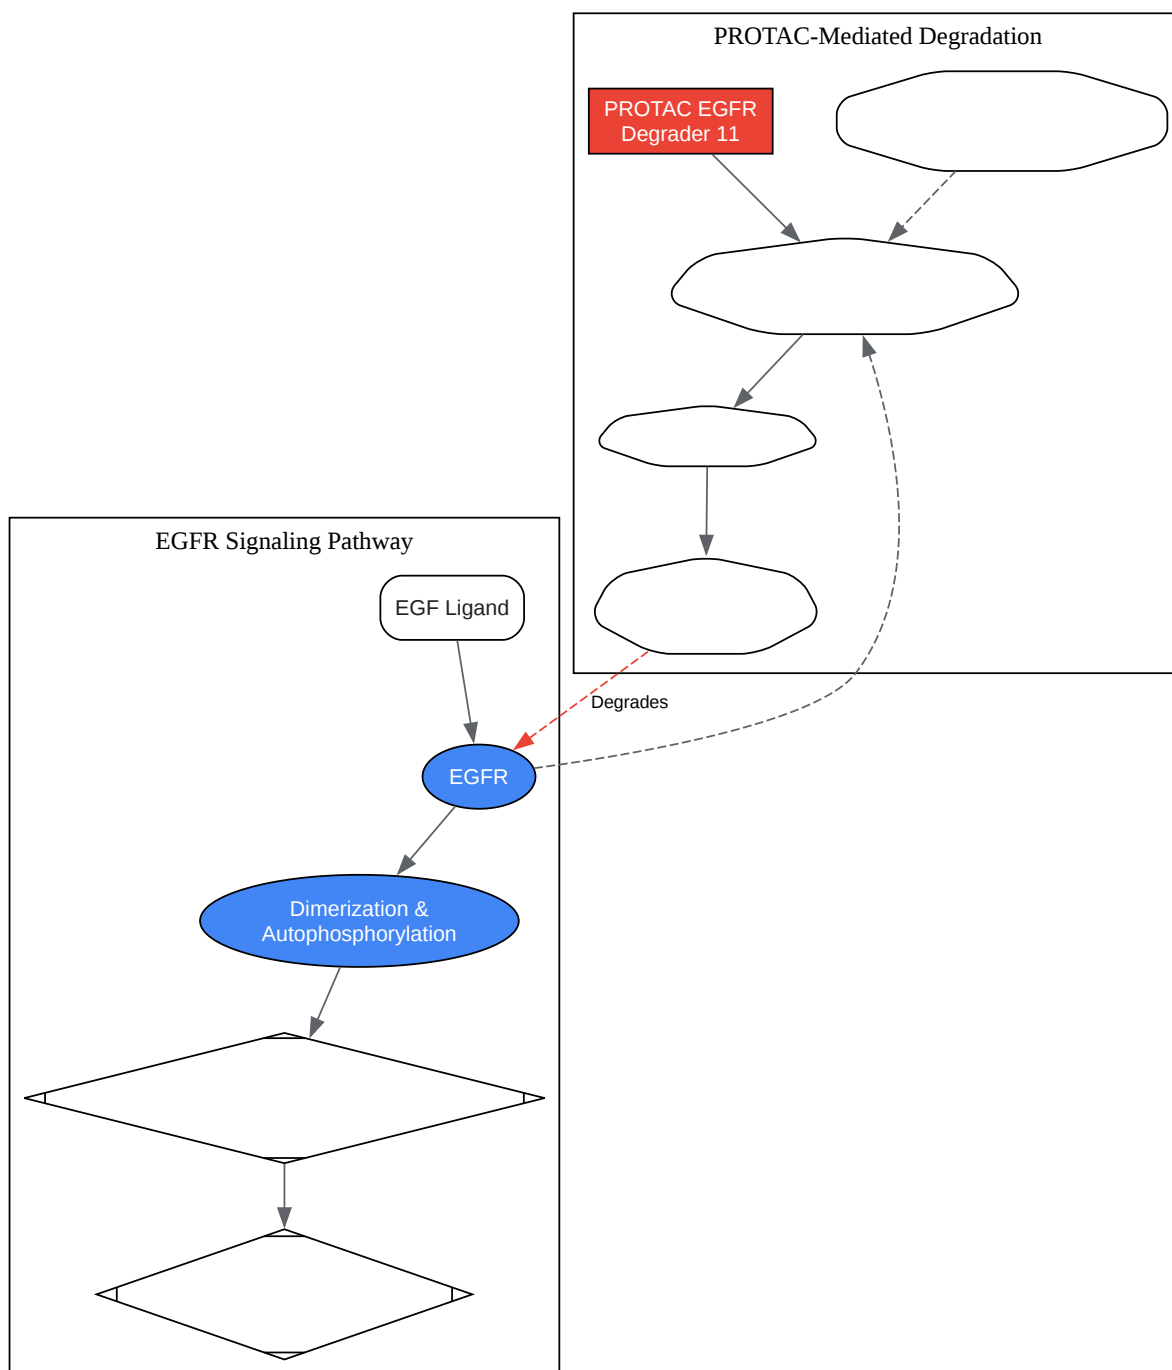 PROTAC-Mediated Degradation
PROTAC EGFR
Degrader 11
EGFR Signaling Pathway
EGF Ligand
Degrades
EGFR
Dimerization &
Autophosphorylation